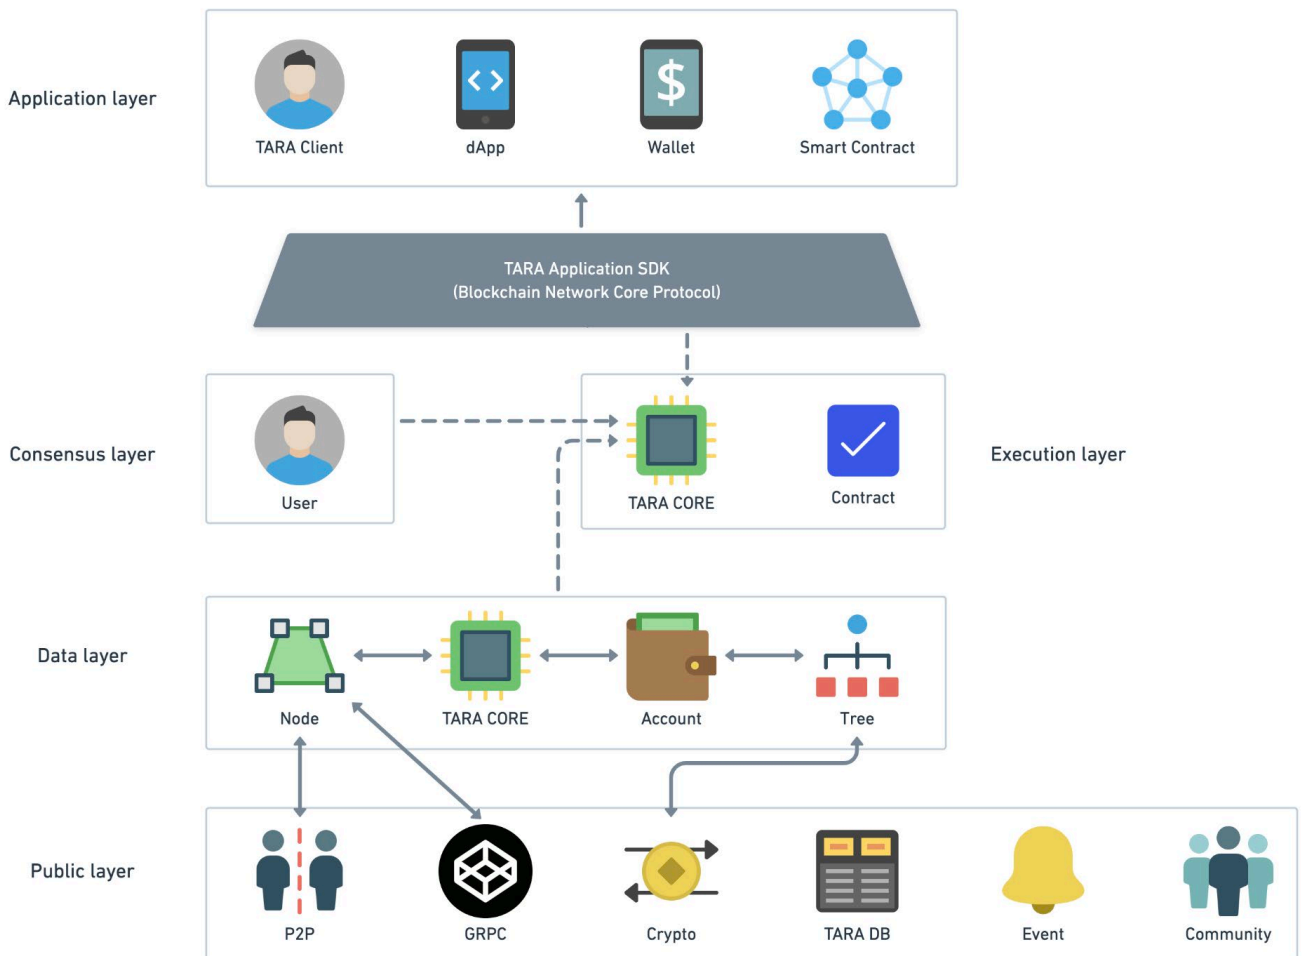 Application layer
TARA Client
dApp
$
Wallet
Smart Contract
TARA Application SDK
(Blockchain Network Core Protocol)
Consensus layer
User
TARA CORE
Contract
Execution layer
Data layer
Node
TARA CORE
Account
Tree
Public layer
P2P
GRPC
Crypto
TARA DB
Event
Community